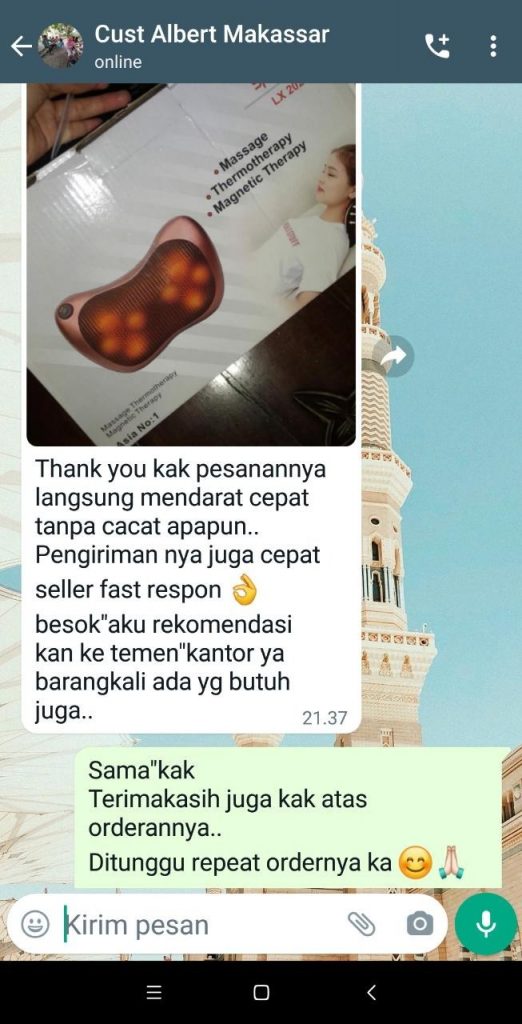 Cust Albert Makassar
online
LX 202
• Massage
• Thermotherapy
• Magnetic Therapy
Massage Thermotherapy
Magnetic Therapy
Asia No:1
Thank you kak pesanannya
langsung mendarat cepat
tanpa cacat apapun..
Pengiriman nya juga cepat
seller fast respon 👌
besok"aku rekomendasi
kan ke temen"kantor ya
barangkali ada yg butuh
juga..
21.37
Sama"kak
Terimakasih juga kak atas
orderannya..
Ditunggu repeat ordernya ka 😊🙏🏻
Kirim pesan